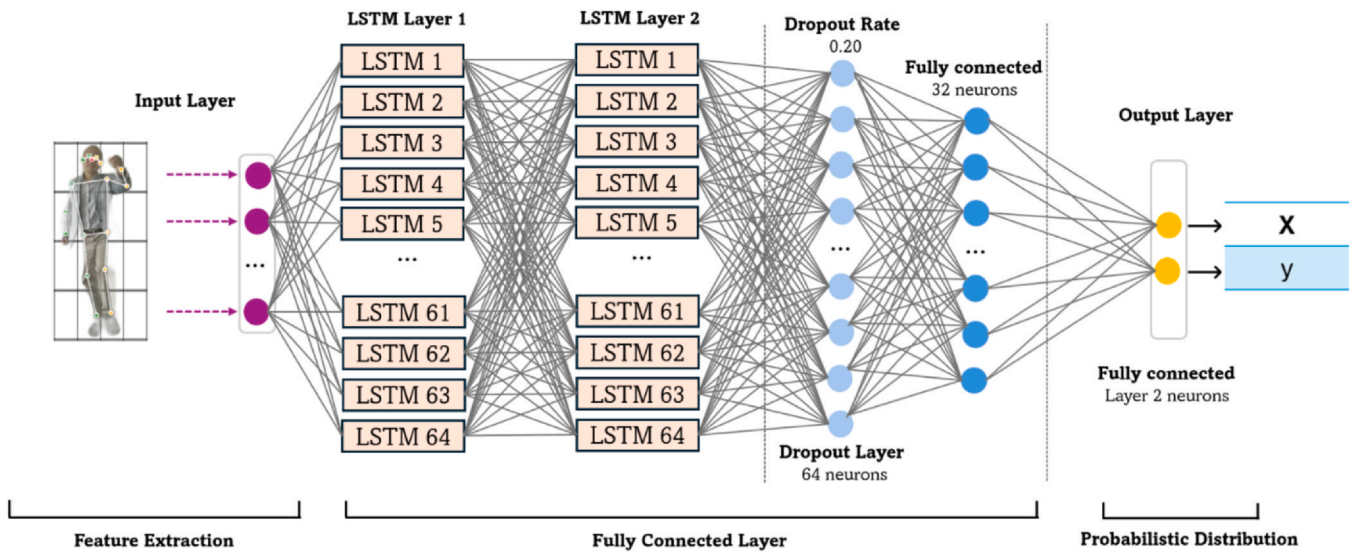 LSTM Layer 1
LSTM Layer 2
Dropout Rate
0.20
Fully connected
32 neurons
Input Layer
Output Layer
LSTM 1
LSTM 2
LSTM 3
LSTM 4
LSTM 5
...
LSTM 61
LSTM 62
LSTM 63
LSTM 64
LSTM 1
LSTM 2
LSTM 3
LSTM 4
LSTM 5
...
LSTM 61
LSTM 62
LSTM 63
LSTM 64
...
...
...
X
y
Dropout Layer
64 neurons
Fully connected
Layer 2 neurons
Feature Extraction
Fully Connected Layer
Probabilistic Distribution